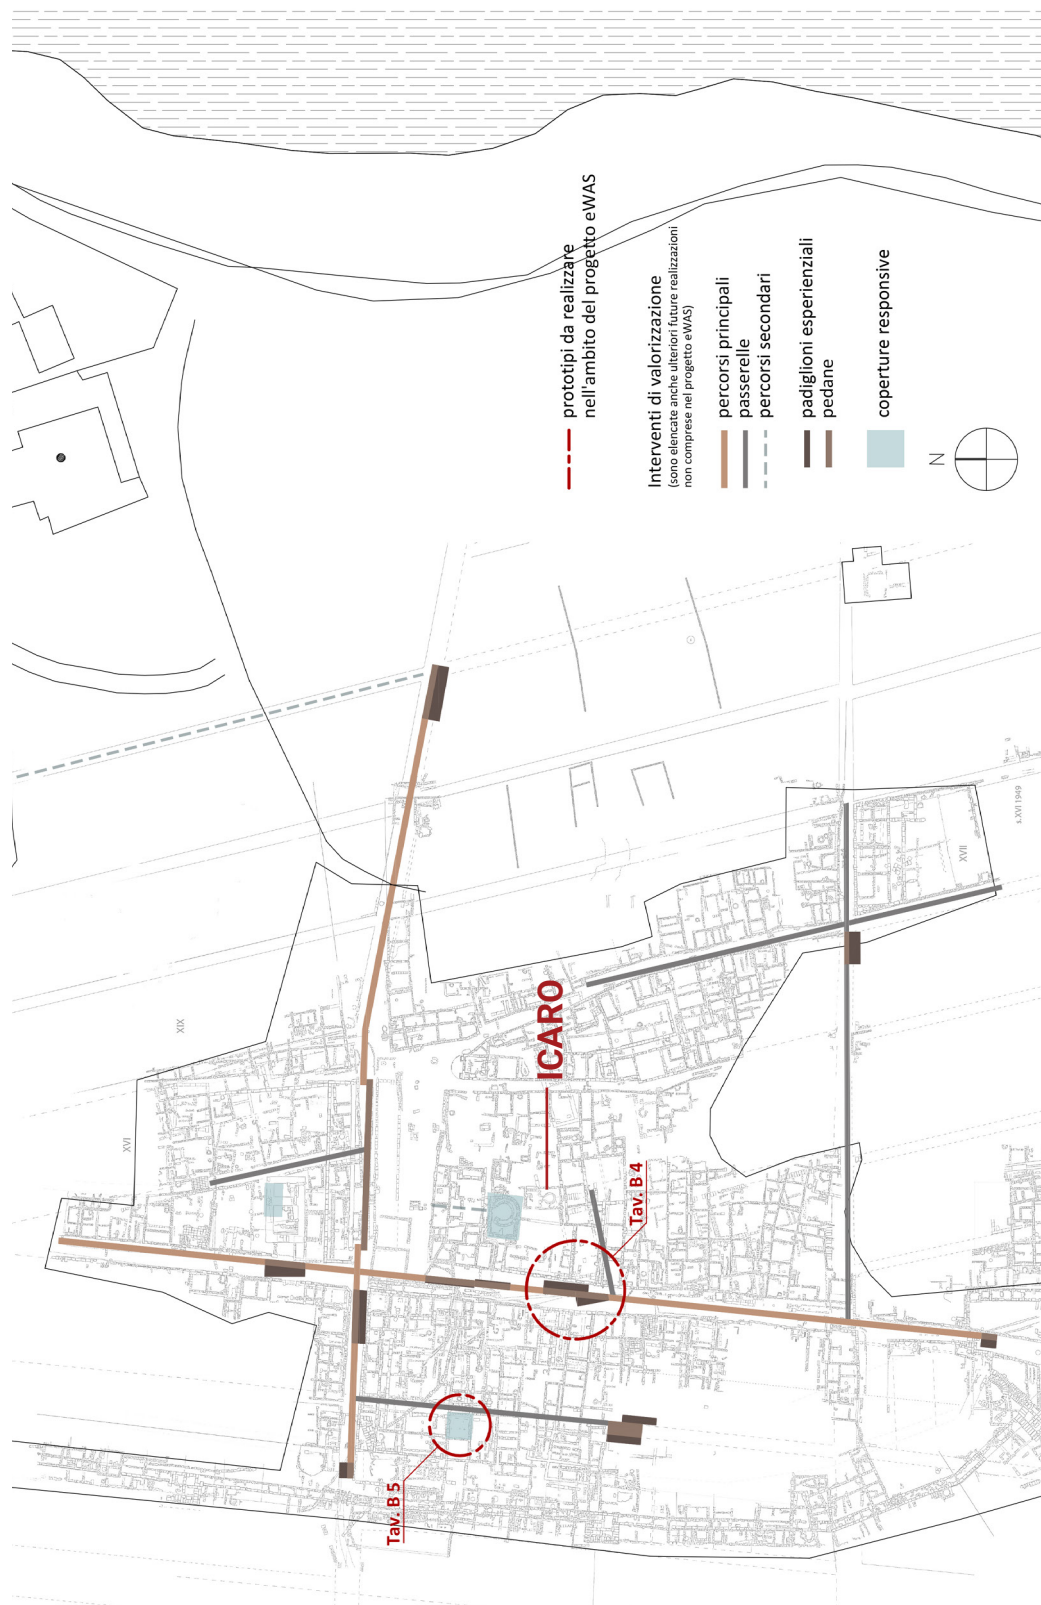 prototipi da realizzare
nell'ambito del progetto eWAS
Interventi di valorizzazione
(sono elencate anche ulteriori future realizzazioni
non comprese nel progetto eWAS)
percorsi principali
passerelle
percorsi secondari
padiglioni esperienziali
pedane
coperture responsive
N
XIX
XVI
XVII
s.XVI 1949
ICARO
Tav. B 4
Tav. B 5